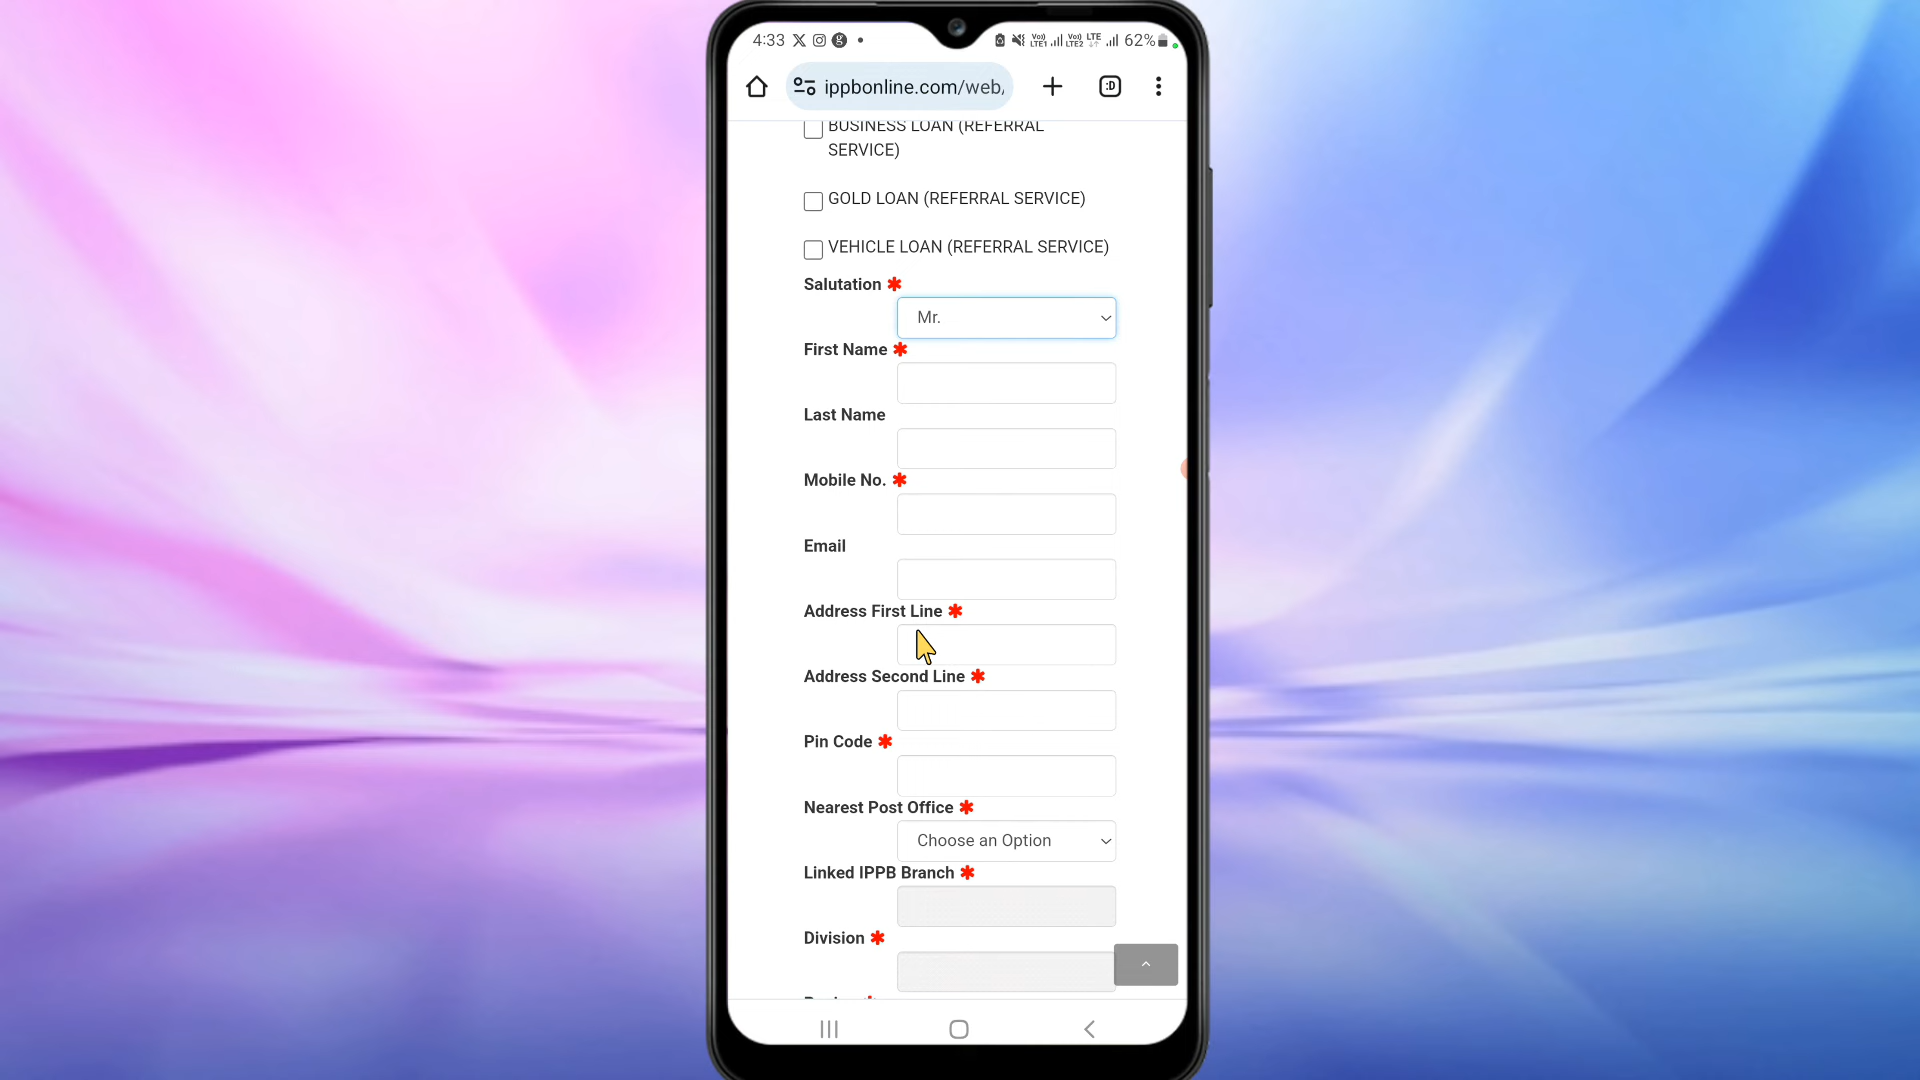 4:33
62%
ippbonline.com/web/
:D
BUSINESS LOAN (REFERRAL
SERVICE)
GOLD LOAN (REFERRAL SERVICE)
VEHICLE LOAN (REFERRAL SERVICE)
Salutation ✱
Mr.
First Name ✱
Last Name
Mobile No. ✱
Email
Address First Line ✱
Address Second Line ✱
Pin Code ✱
Nearest Post Office ✱
Choose an Option
Linked IPPB Branch ✱
Division ✱